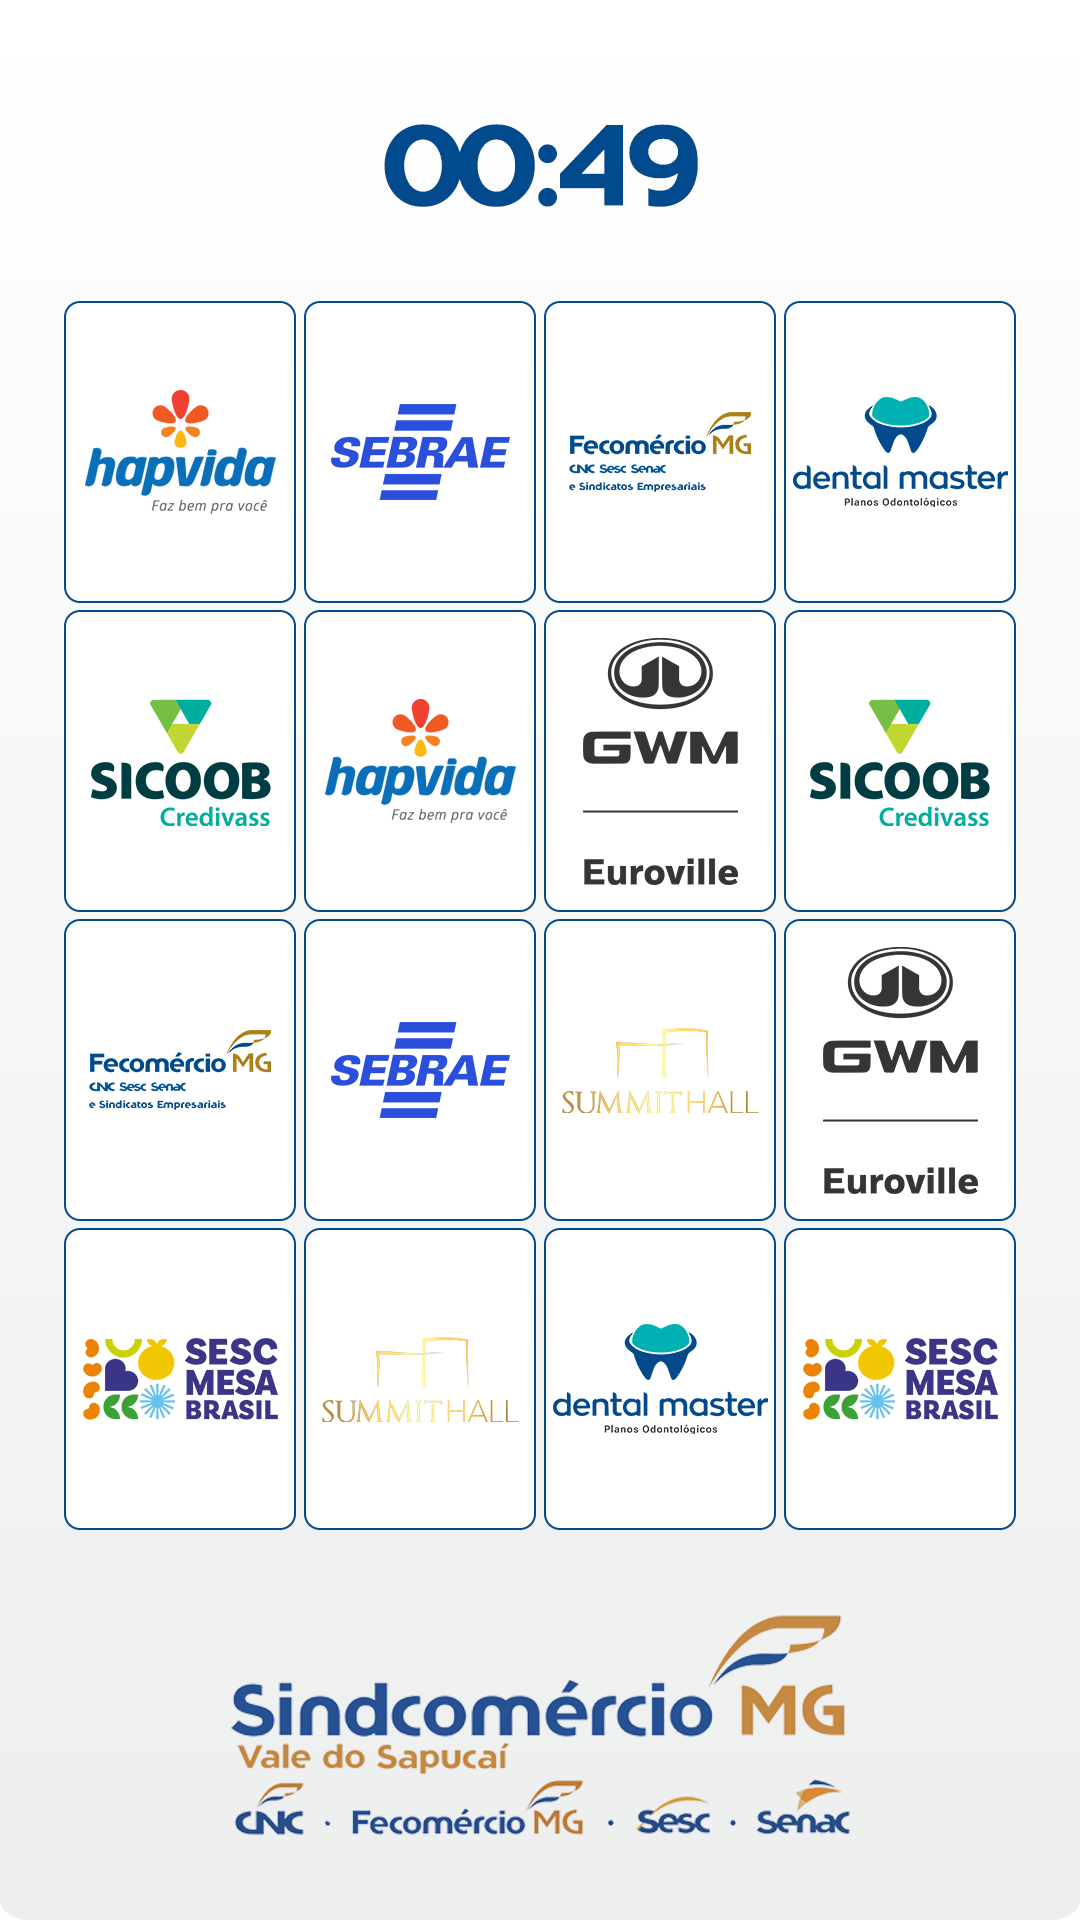 00:49
hapvida
Faz bem pra você
SEBRAE
Fecomércio MG
CNC Sesc Senac
e Sindicatos Empresariais
dental master
Planos Odontológicos
SICOOB
Credivass
hapvida
Faz bem pra você
GWM
Euroville
SICOOB
Credivass
Fecomércio MG
CNC Sesc Senac
e Sindicatos Empresariais
SEBRAE
SUMMIT HALL
GWM
Euroville
SESC
MESA
BRASIL
SUMMIT HALL
dental master
Planos Odontológicos
SESC
MESA
BRASIL
Sindcomércio MG
Vale do Sapucaí
CNC · Fecomércio MG · Sesc · Senac